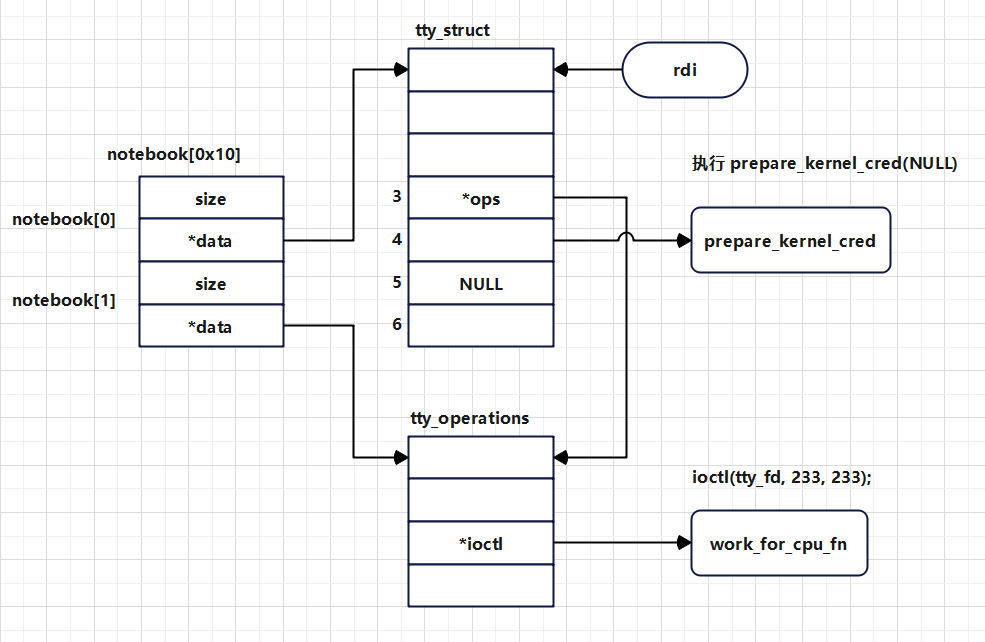 tty_struct
rdi
notebook[0x10]
执行 prepare_kernel_cred(NULL)
size
3
*ops
notebook[0]
*data
4
prepare_kernel_cred
size
5
NULL
notebook[1]
*data
6
tty_operations
ioctl(tty_fd, 233, 233);
*ioctl
work_for_cpu_fn